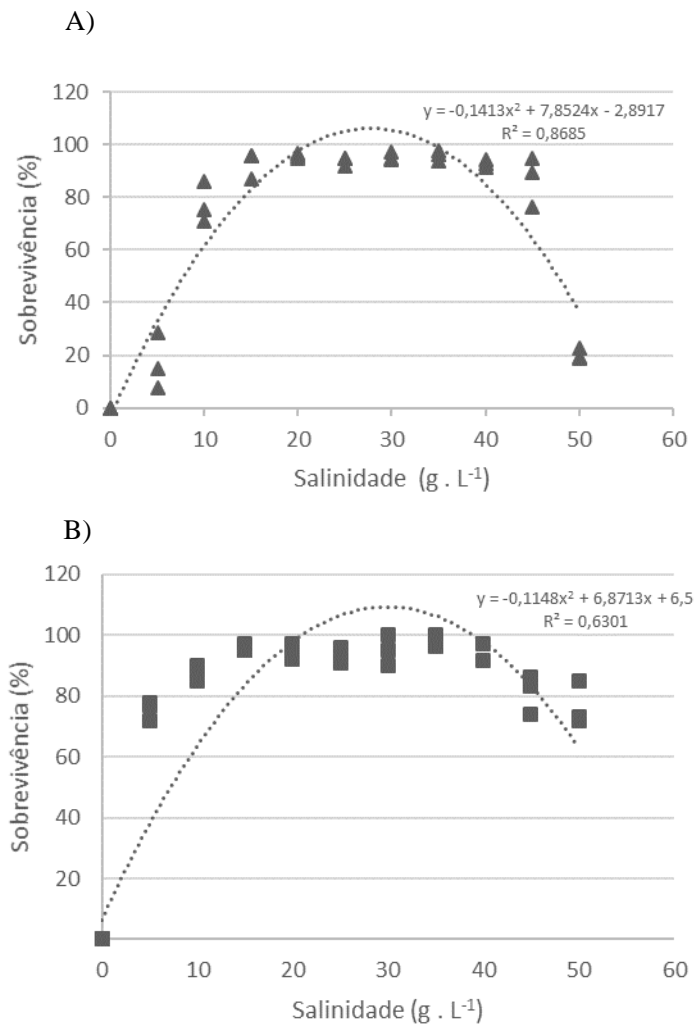 A)
120
y = -0,1413x² + 7,8524x - 2,8917
R² = 0,8685
100
80
60
40
20
0
Sobrevivência (%)
0 10 20 30 40 50 60
Salinidade (g . L⁻¹)
B)
120
y = -0,1148x² + 6,8713x + 6,5
R² = 0,6301
100
80
60
40
20
Sobrevivência (%)
0 10 20 30 40 50 60
Salinidade (g . L⁻¹)